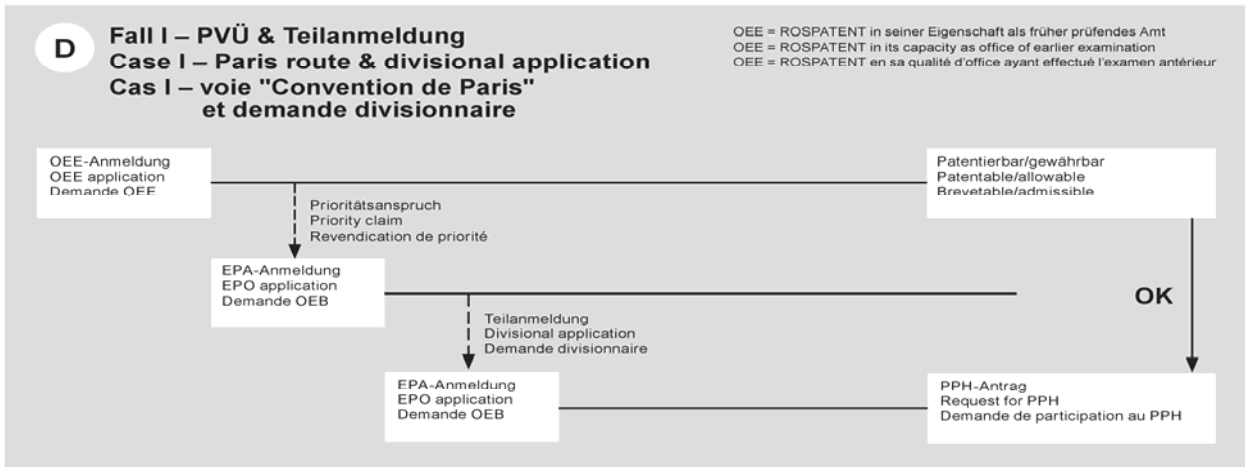 D
Fall I – PVÜ & Teilanmeldung
Case I – Paris route & divisional application
Cas I – voie "Convention de Paris"
et demande divisionnaire
OEE = ROSPATENT in seiner Eigenschaft als früher prüfendes Amt
OEE = ROSPATENT in its capacity as office of earlier examination
OEE = ROSPATENT en sa qualité d'office ayant effectué l'examen antérieur
OEE-Anmeldung
OEE application
Demande OEE
Patentierbar/gewährbar
Patentable/allowable
Brevetable/admissible
Prioritätsanspruch
Priority claim
Revendication de priorité
EPA-Anmeldung
EPO application
Demande OEB
OK
Teilanmeldung
Divisional application
Demande divisionnaire
EPA-Anmeldung
EPO application
Demande OEB
PPH-Antrag
Request for PPH
Demande de participation au PPH